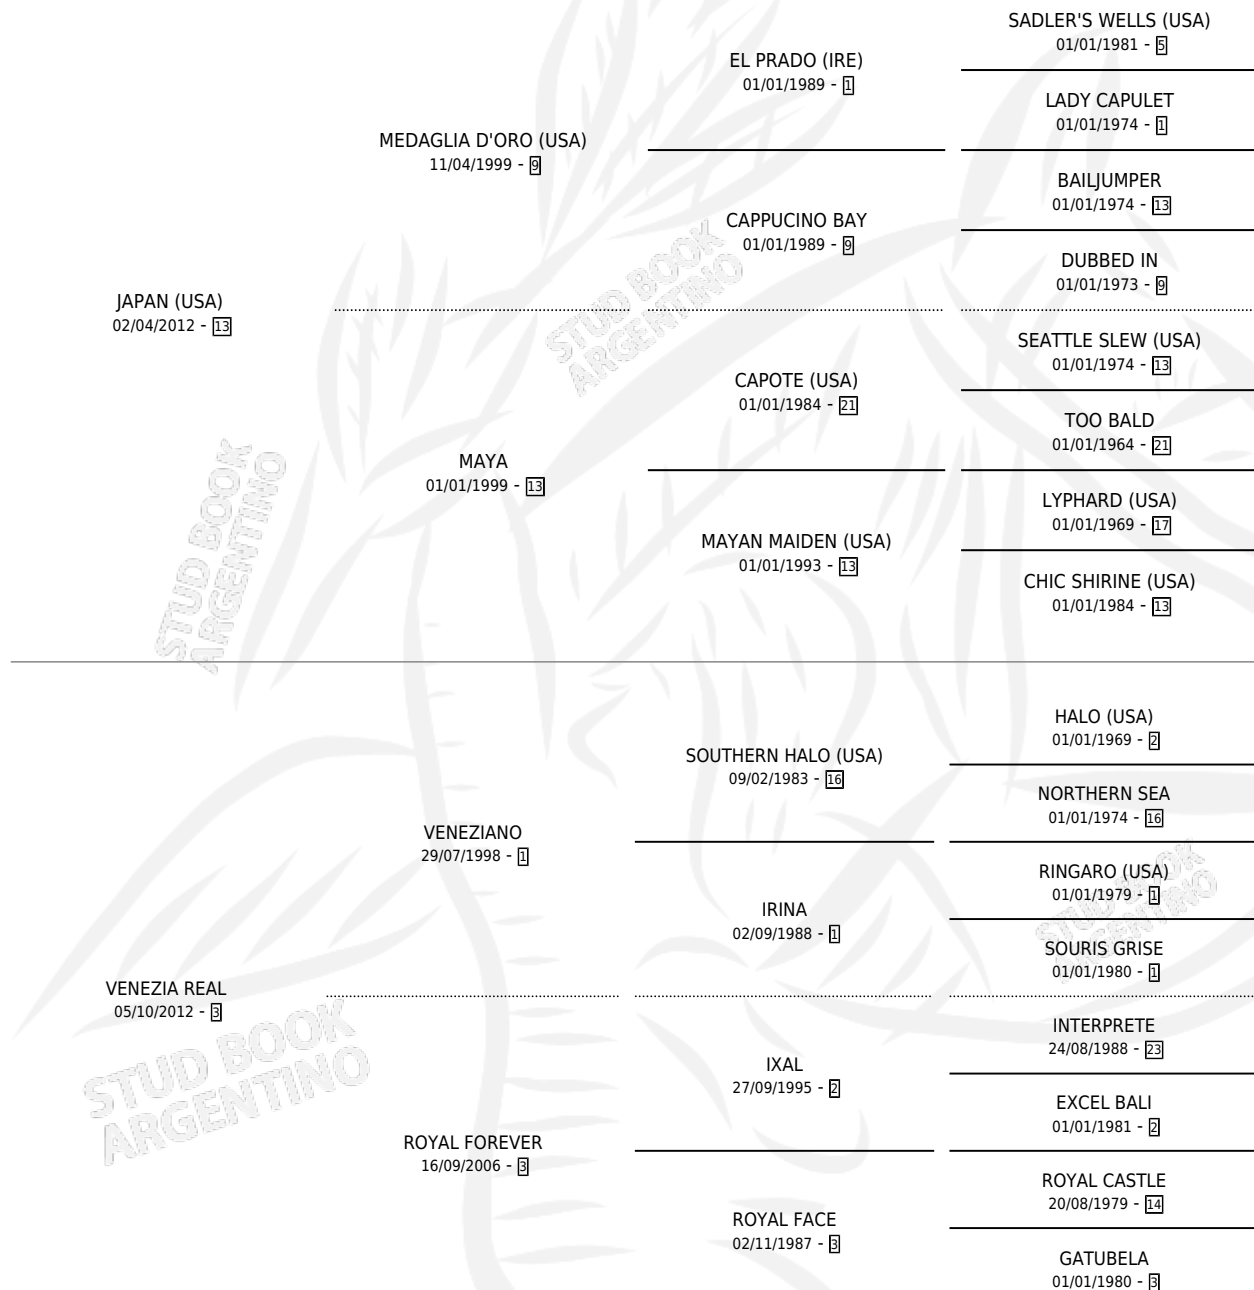 SADLER'S WELLS (USA)
01/01/1981 - 5
EL PRADO (IRE)
01/01/1989 - 1
LADY CAPULET
01/01/1974 - 1
MEDAGLIA D'ORO (USA)
11/04/1999 - 9
BAILJUMPER
01/01/1974 - 13
CAPPUCINO BAY
01/01/1989 - 9
DUBBED IN
01/01/1973 - 9
JAPAN (USA)
02/04/2012 - 13
SEATTLE SLEW (USA)
01/01/1974 - 13
CAPOTE (USA)
01/01/1984 - 21
TOO BALD
01/01/1964 - 21
MAYA
01/01/1999 - 13
LYPHARD (USA)
01/01/1969 - 17
MAYAN MAIDEN (USA)
01/01/1993 - 13
CHIC SHIRINE (USA)
01/01/1984 - 13
HALO (USA)
01/01/1969 - 2
SOUTHERN HALO (USA)
09/02/1983 - 16
NORTHERN SEA
01/01/1974 - 16
VENEZIANO
29/07/1998 - 1
RINGARO (USA)
01/01/1979 - 1
IRINA
02/09/1988 - 1
SOURIS GRISE
01/01/1980 - 1
VENEZIA REAL
05/10/2012 - 3
INTERPRETE
24/08/1988 - 23
IXAL
27/09/1995 - 2
EXCEL BALI
01/01/1981 - 2
ROYAL FOREVER
16/09/2006 - 3
ROYAL CASTLE
20/08/1979 - 14
ROYAL FACE
02/11/1987 - 3
GATUBELA
01/01/1980 - 3
STUD BOOK
ARGENTINO
STUD BOOK
ARGENTINO
STUD BOOK
ARGENTINO
STUD BOOK
ARGENTINO